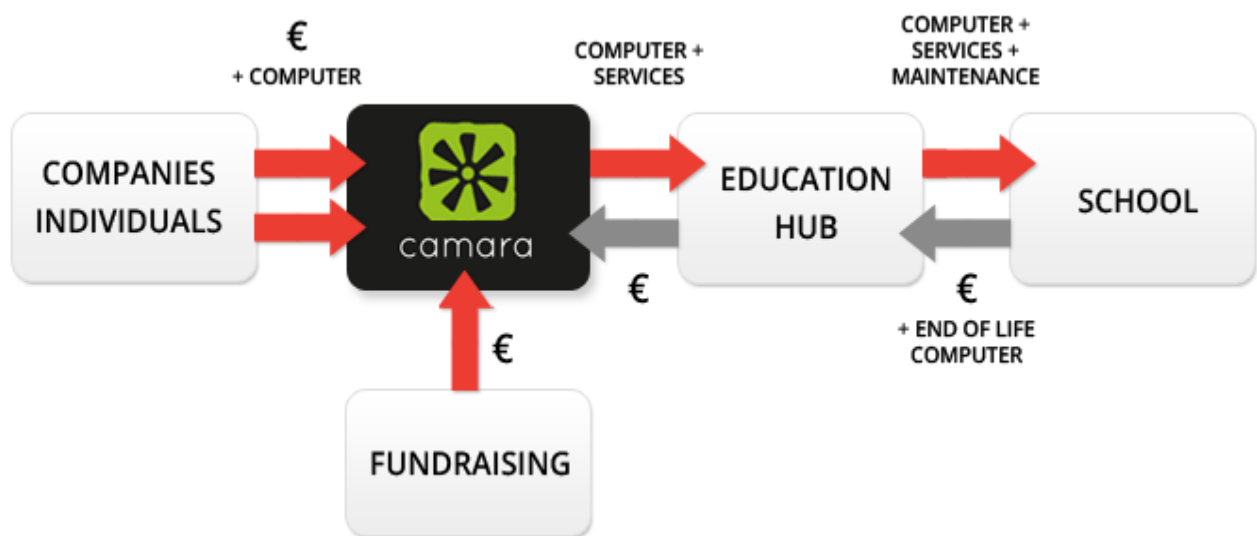 €
+ COMPUTER
COMPUTER +
SERVICES
COMPUTER +
SERVICES +
MAINTENANCE
COMPANIES
INDIVIDUALS
camara
EDUCATION
HUB
SCHOOL
€
€
+ END OF LIFE
COMPUTER
€
FUNDRAISING